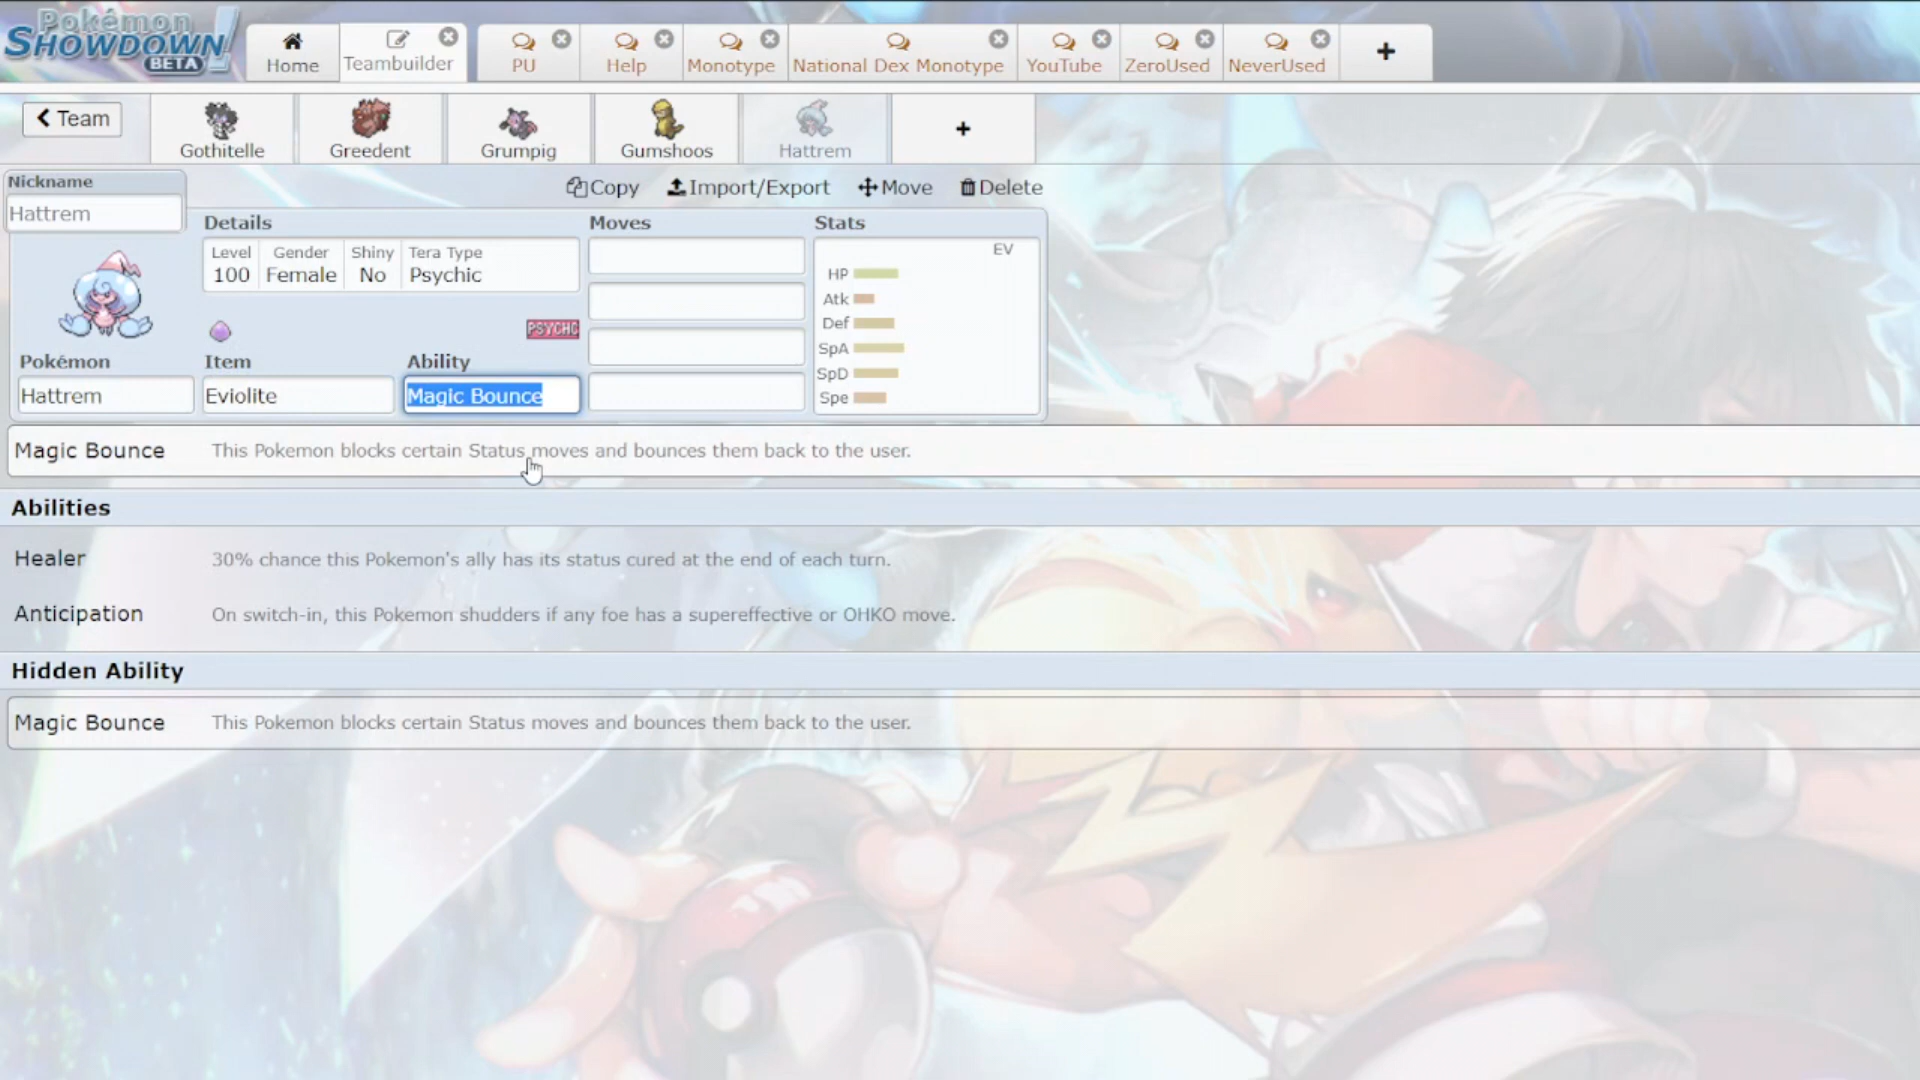 Pokémon
SHOWDOWN!
BETA
Home
Teambuilder
PU
Help
Monotype
National Dex Monotype
YouTube
ZeroUsed
NeverUsed
+
Team
Gothitelle
Greedent
Grumpig
Gumshoos
Hattrem
+
Nickname
Hattrem
Copy
Import/Export
Move
Delete
Details
Moves
Stats
Level
Gender
Shiny
Tera Type
100
Female
No
Psychic
EV
HP
Atk
Def
SpA
SpD
Spe
PSYCHC
Pokémon
Item
Ability
Hattrem
Eviolite
Magic Bounce
Magic Bounce This Pokemon blocks certain Status moves and bounces them back to the user.
Abilities
Healer 30% chance this Pokemon's ally has its status cured at the end of each turn.
Anticipation On switch-in, this Pokemon shudders if any foe has a supereffective or OHKO move.
Hidden Ability
Magic Bounce This Pokemon blocks certain Status moves and bounces them back to the user.